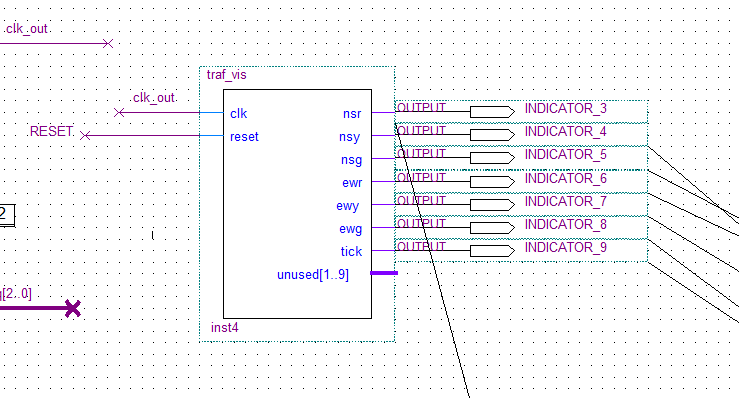 clk_out
traf_vis
clk_out
clk nsr OUTPUT INDICATOR_3
RESET reset nsy OUTPUT INDICATOR_4
nsg OUTPUT INDICATOR_5
ewr OUTPUT INDICATOR_6
ewy OUTPUT INDICATOR_7
2 ewg OUTPUT INDICATOR_8
tick OUTPUT INDICATOR_9
unused[1..9]
q[2..0]
inst4